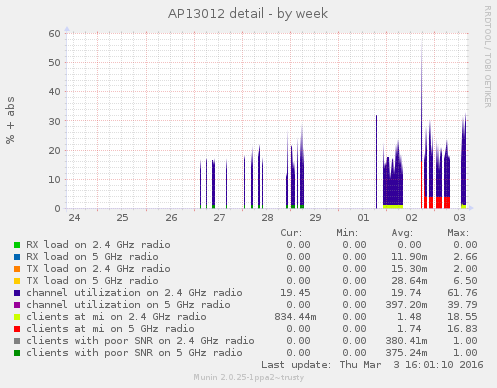 AP13012 detail - by week
RRDTOOL / TOBI OETIKER
% + abs
60
50
40
30
20
10
0
24 25 26 27 28 29 01 02 03
Cur: Min: Avg: Max:
RX load on 2.4 GHz radio 0.00 0.00 0.00 0.00
RX load on 5 GHz radio 0.00 0.00 11.90m 2.66
TX load on 2.4 GHz radio 0.00 0.00 15.30m 2.00
TX load on 5 GHz radio 0.00 0.00 28.64m 6.50
channel utilization on 2.4 GHz radio 19.45 0.00 19.74 61.76
channel utilization on 5 GHz radio 0.00 0.00 397.20m 39.79
clients at mi on 2.4 GHz radio 834.44m 0.00 1.48 18.55
clients at mi on 5 GHz radio 0.00 0.00 1.74 16.83
clients with poor SNR on 2.4 GHz radio 0.00 0.00 380.41m 1.00
clients with poor SNR on 5 GHz radio 0.00 0.00 375.24m 1.00
Last update: Thu Mar 3 16:01:10 2016
Munin 2.0.25-1ppa2~trusty